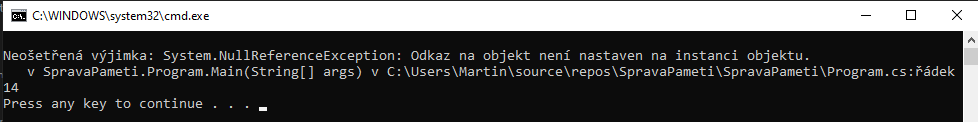 C:\WINDOWS\system32\cmd.exe
Neošetřená výjimka: System.NullReferenceException: Odkaz na objekt není nastaven na instanci objektu.
   v SpravaPameti.Program.Main(String[] args) v C:\Users\Martin\source\repos\SpravaPameti\SpravaPameti\Program.cs:řádek
14
Press any key to continue . . .